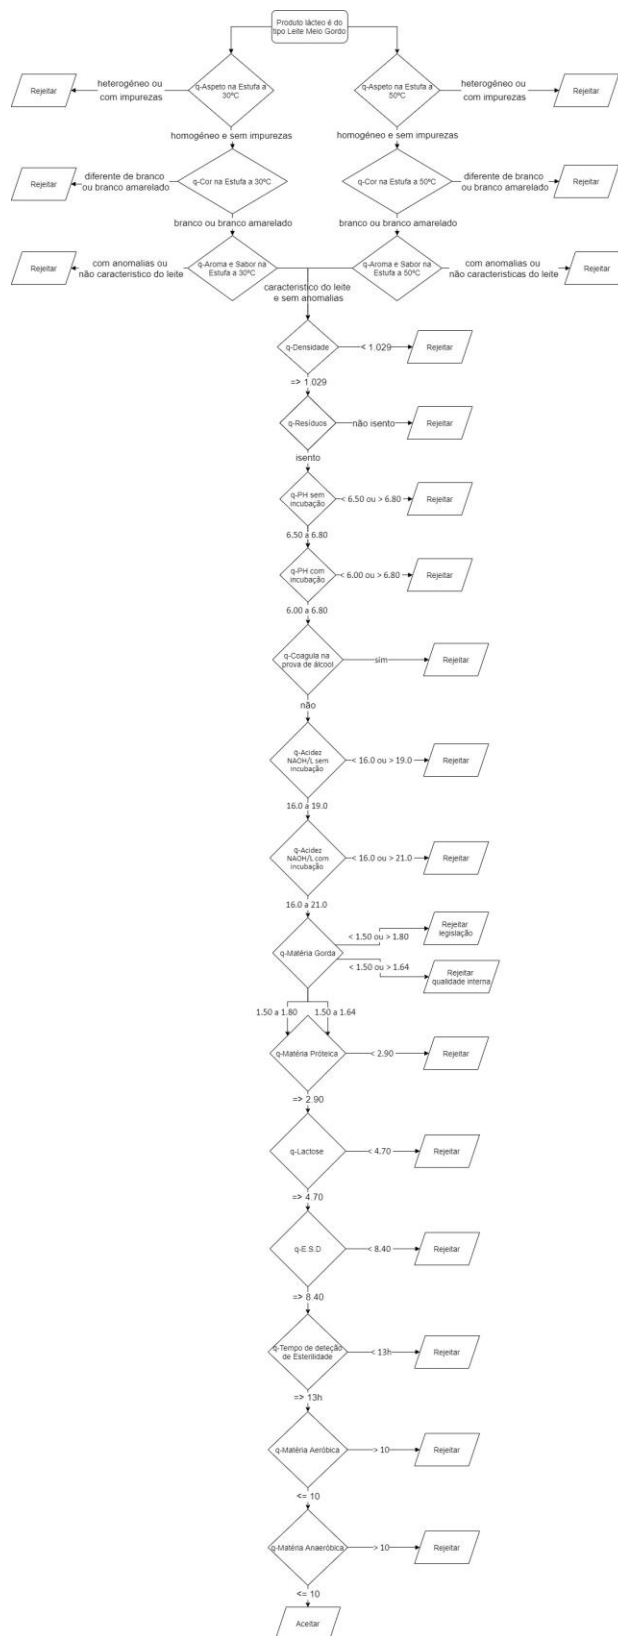 Produto lácteo é do
tipo Leite Meio Gordo
Rejeitar
heterogéneo ou
com impurezas
q-Aspeto na Estufa a
30ºC
q-Aspeto na Estufa a
50ºC
heterogéneo ou
com impurezas
Rejeitar
homogéneo e sem impurezas
homogéneo e sem impurezas
Rejeitar
diferente de branco
ou branco amarelado
q-Cor na Estufa a 30ºC
q-Cor na Estufa a 50ºC
diferente de branco
ou branco amarelado
Rejeitar
branco ou branco amarelado
branco ou branco amarelado
Rejeitar
com anomalias ou
não caracteristico do leite
q-Aroma e Sabor na
Estufa a 30ºC
q-Aroma e Sabor na
Estufa a 50ºC
com anomalias ou
não caracteristicas do leite
Rejeitar
caracteristico do leite
e sem anomalias
q-Densidade
< 1.029
Rejeitar
=> 1.029
q-Resíduos
não isento
Rejeitar
isento
q-PH sem
incubação
< 6.50 ou > 6.80
Rejeitar
6.50 a 6.80
q-PH com
incubação
< 6.00 ou > 6.80
Rejeitar
6.00 a 6.80
q-Coagula na
prova de álcool
sim
Rejeitar
não
q-Acidez
NAOH/L sem
incubação
< 16.0 ou > 19.0
Rejeitar
16.0 a 19.0
q-Acidez
NAOH/L com
incubação
< 16.0 ou > 21.0
Rejeitar
16.0 a 21.0
q-Matéria Gorda
< 1.50 ou > 1.80
Rejeitar
legislação
< 1.50 ou > 1.64
Rejeitar
qualidade interna
1.50 a 1.80
1.50 a 1.64
q-Matéria Próteica
< 2.90
Rejeitar
=> 2.90
q-Lactose
< 4.70
Rejeitar
=> 4.70
q-E.S.D
< 8.40
Rejeitar
=> 8.40
q-Tempo de deteção
de Esterilidade
< 13h
Rejeitar
=> 13h
q-Matéria Aeróbica
> 10
Rejeitar
<= 10
q-Matéria Anaeróbica
> 10
Rejeitar
<= 10
Aceitar